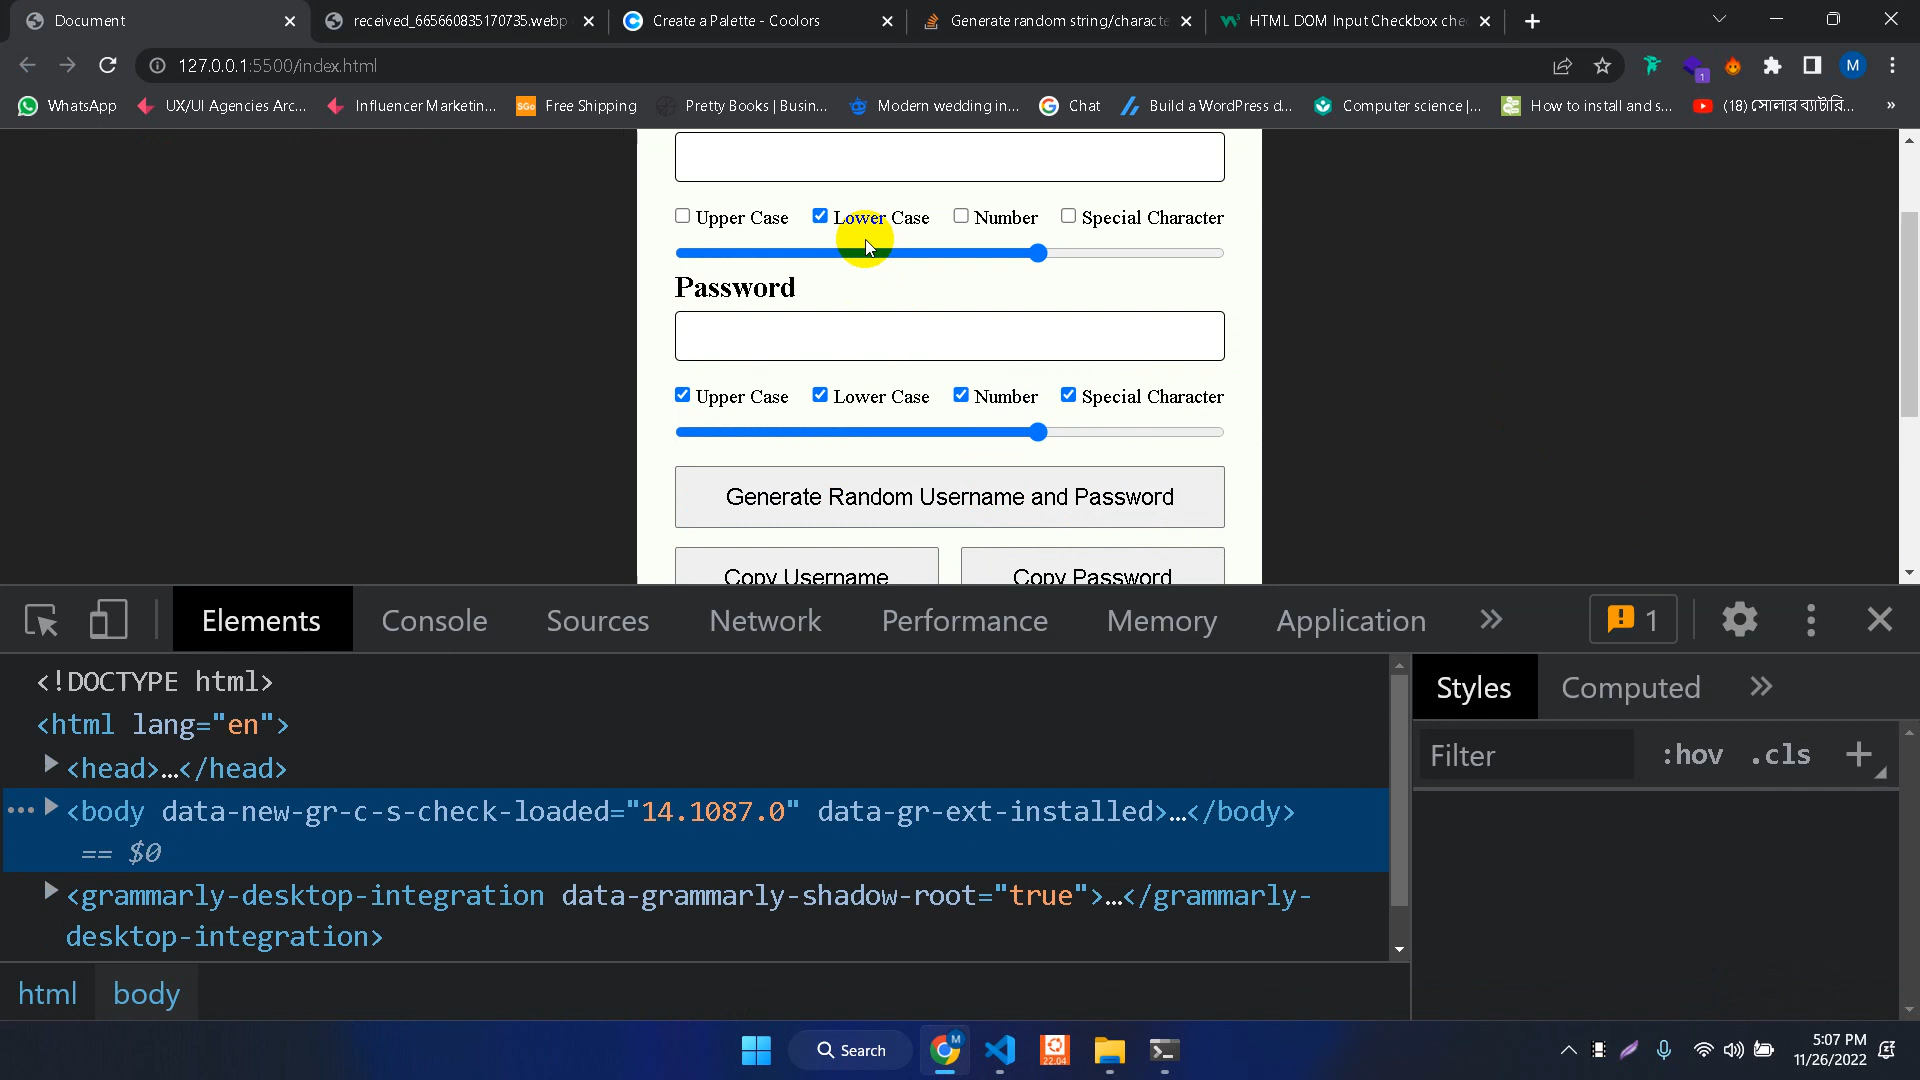 Document
received_665660835170735.webp
Create a Palette - Coolors
Generate random string/characte
HTML DOM Input Checkbox che
127.0.0.1:5500/index.html
M
1
WhatsApp
UX/UI Agencies Arc...
Influencer Marketin...
SGo
Free Shipping
Pretty Books | Busin...
Modern wedding in...
Chat
Build a WordPress d...
Computer science |...
How to install and s...
(18) সোলার ব্যাটারি...
»
Upper Case
Lower Case
Number
Special Character
Password
Upper Case
Lower Case
Number
Special Character
Generate Random Username and Password
Copy Username
Copy Password
Elements
Console
Sources
Network
Performance
Memory
Application
»
1
<!DOCTYPE html>
<html lang="en">
<head>…</head>
<body data-new-gr-c-s-check-loaded="14.1087.0" data-gr-ext-installed>…</body>
== $0
<grammarly-desktop-integration data-grammarly-shadow-root="true">…</grammarly-
desktop-integration>
html
body
Styles
Computed
»
Filter
:hov
.cls
+
Search
M
22.04
5:07 PM
11/26/2022